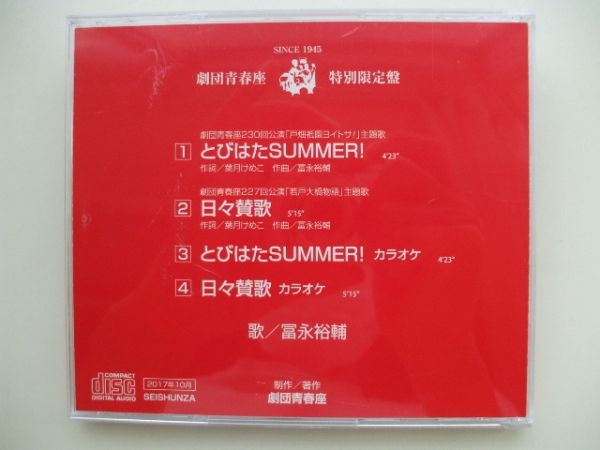 SINCE 1945
劇団青春座 特別限定盤
劇団青春座230回公演「戸畑祇園ヨイトサ!」主題歌
1 とびはたSUMMER! 4'23"
作詞／葉月けめこ 作曲／冨永裕輔
劇団青春座227回公演「若戸大橋物語」主題歌
2 日々賛歌 5'15"
作詞／葉月けめこ 作曲／冨永裕輔
3 とびはたSUMMER! カラオケ 4'23"
4 日々賛歌 カラオケ 5'15"
歌／冨永裕輔
COMPACT
disc
DIGITAL AUDIO
2017年10月
SEISHUNZA
制作／著作
劇団青春座